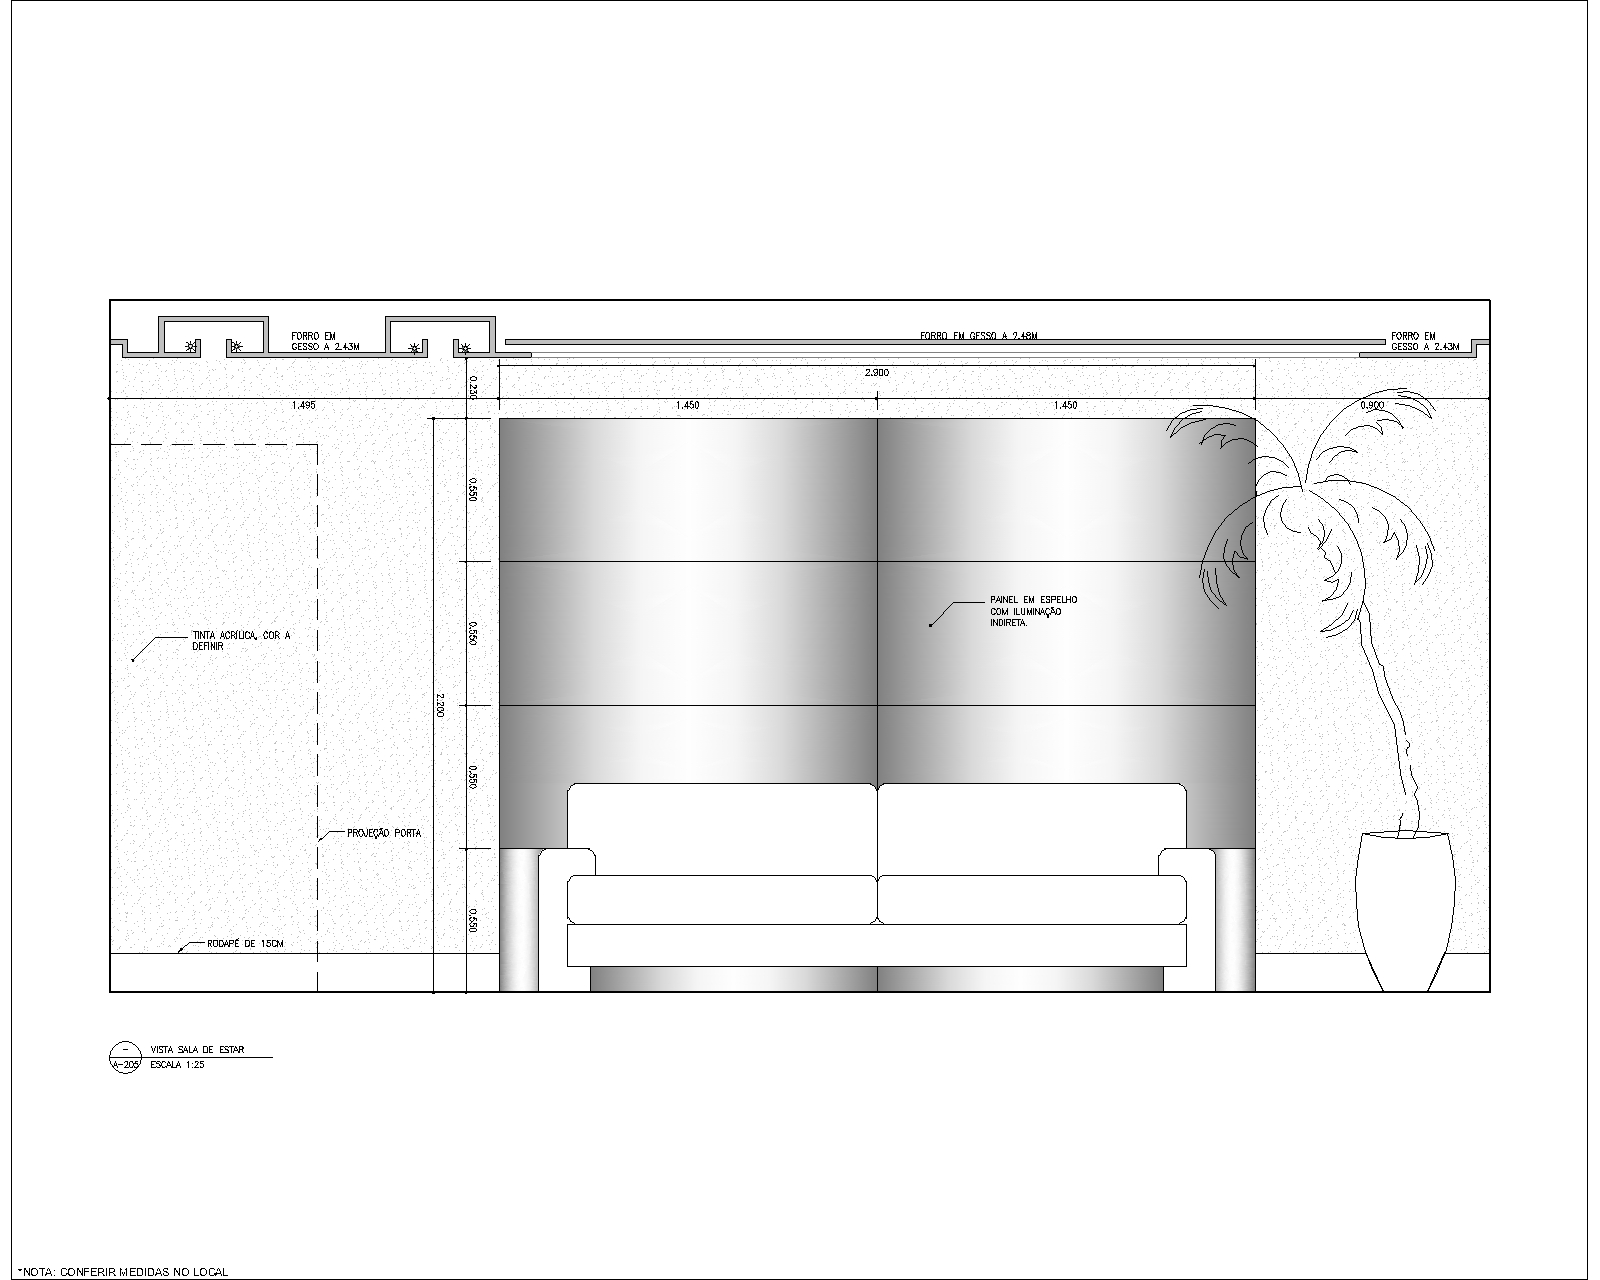 FORRO EM
GESSO A 2.43M
FORRO EM GESSO A 2.48M
FORRO EM
GESSO A 2.43M
2.900
0.230
1.495
1.450
1.450
0.900
0.550
PAINEL EM ESPELHO
COM ILUMINAÇÃO
INDIRETA.
TINTA ACRÍLICA, COR A
DEFINIR
0.550
2.200
0.550
PROJEÇÃO PORTA
0.550
RODAPÉ DE 15CM
- VISTA SALA DE ESTAR
A-205 ESCALA 1:25
*NOTA: CONFERIR MEDIDAS NO LOCAL